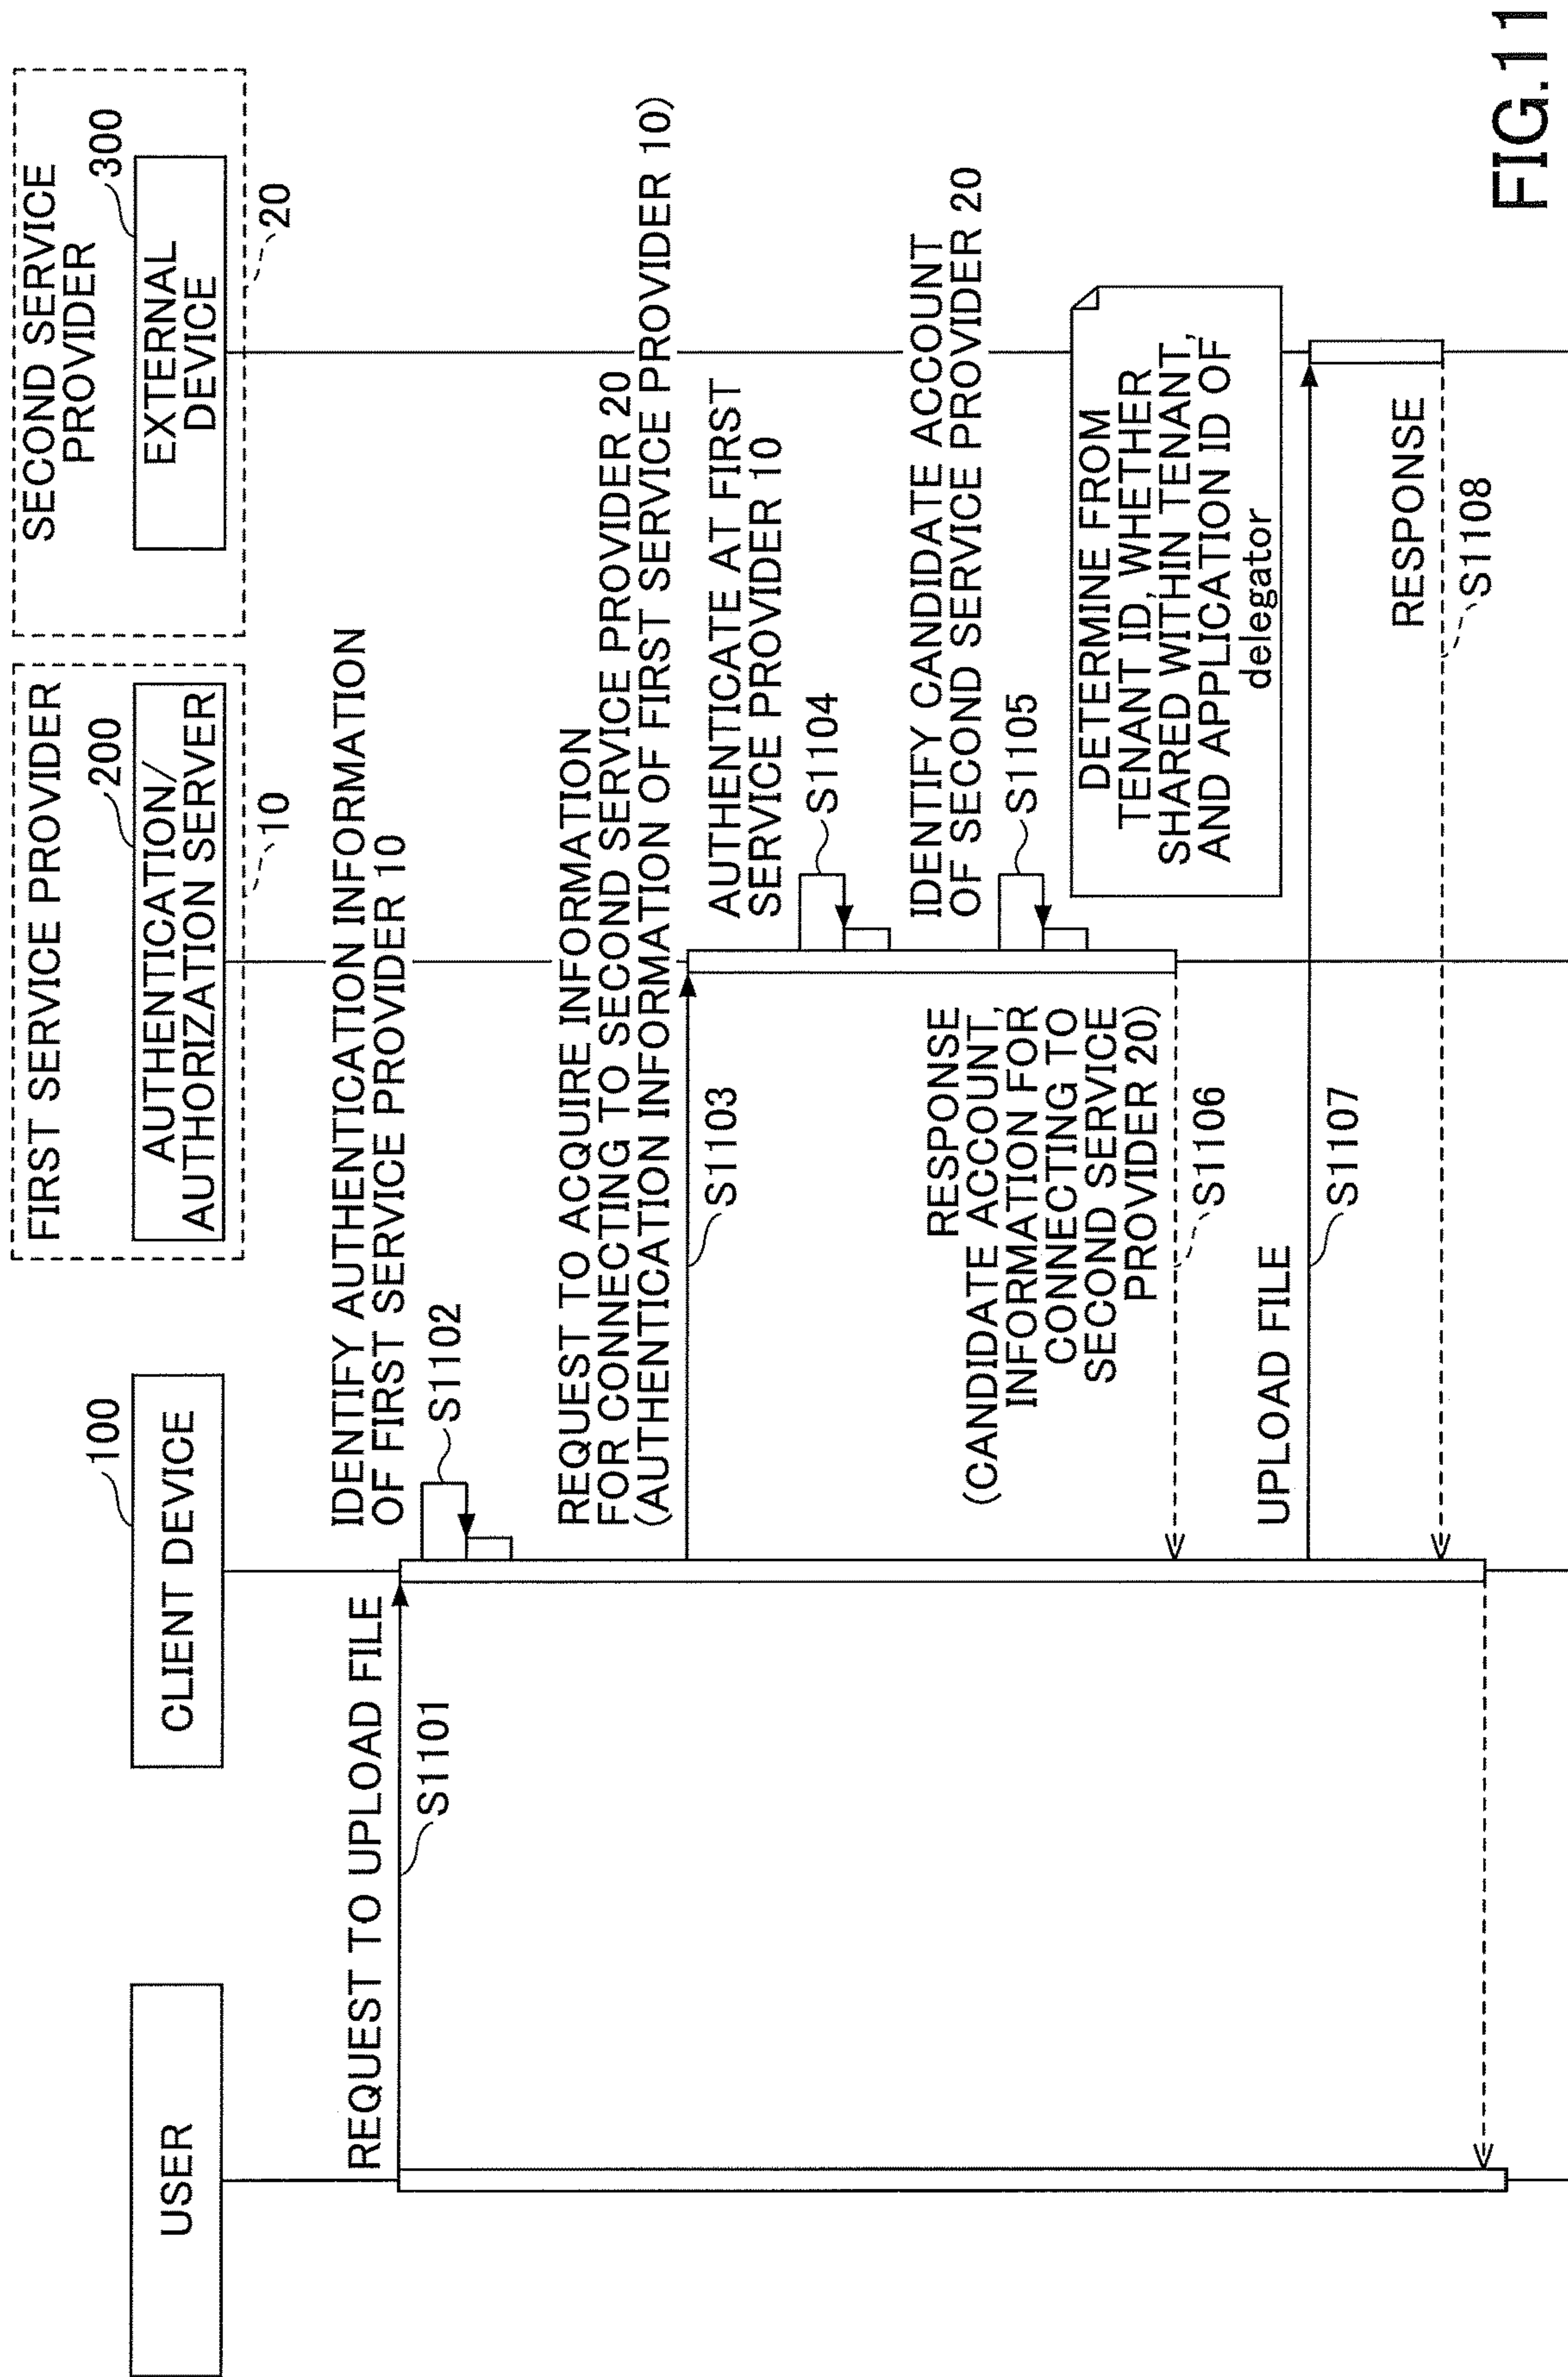 USER
CLIENT DEVICE
100
FIRST SERVICE PROVIDER
200
AUTHENTICATION/
AUTHORIZATION SERVER
10
SECOND SERVICE
PROVIDER
300
EXTERNAL
DEVICE
20
REQUEST TO UPLOAD FILE
S1101
IDENTIFY AUTHENTICATION INFORMATION
OF FIRST SERVICE PROVIDER 10
S1102
REQUEST TO ACQUIRE INFORMATION
FOR CONNECTING TO SECOND SERVICE PROVIDER 20
(AUTHENTICATION INFORMATION OF FIRST SERVICE PROVIDER 10)
S1103
AUTHENTICATE AT FIRST
SERVICE PROVIDER 10
S1104
IDENTIFY CANDIDATE ACCOUNT
OF SECOND SERVICE PROVIDER 20
S1105
DETERMINE FROM
TENANT ID, WHETHER
SHARED WITHIN TENANT,
AND APPLICATION ID OF
delegator
RESPONSE
(CANDIDATE ACCOUNT,
INFORMATION FOR
CONNECTING TO
SECOND SERVICE
PROVIDER 20)
S1106
UPLOAD FILE
S1107
RESPONSE
S1108
FIG.11